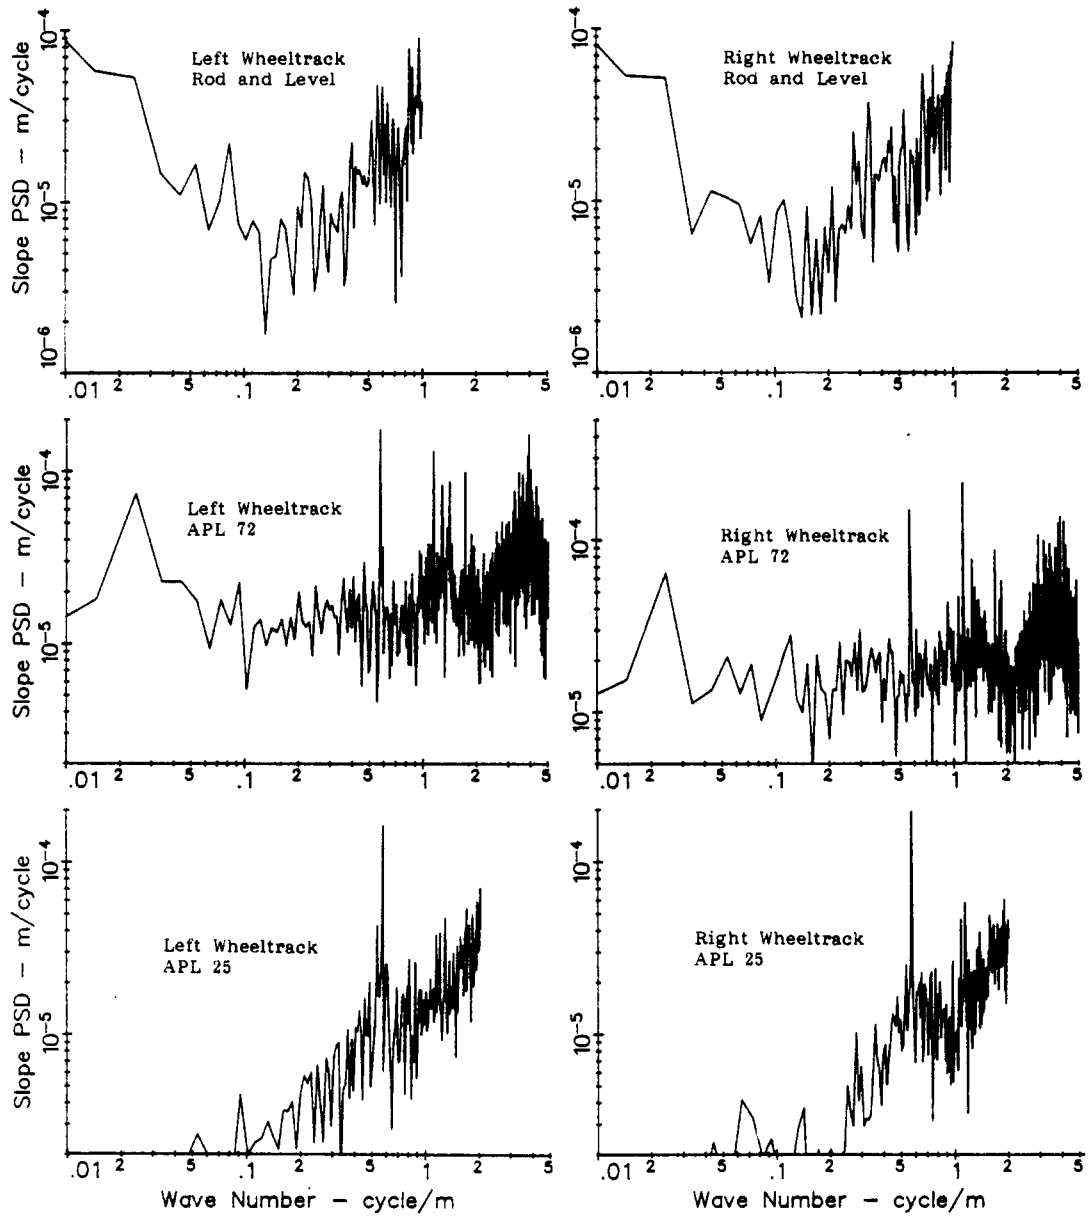 Slope PSD – m/cycle
10⁻⁴
10⁻⁵
10⁻⁶
Left Wheeltrack
Rod and Level
.01 2 5 .1 2 5 1 2 5
10⁻⁴
10⁻⁵
10⁻⁶
Right Wheeltrack
Rod and Level
.01 2 5 .1 2 5 1 2 5
Slope PSD – m/cycle
10⁻⁴
10⁻⁵
Left Wheeltrack
APL 72
.01 2 5 .1 2 5 1 2 5
10⁻⁴
10⁻⁵
Right Wheeltrack
APL 72
.01 2 5 .1 2 5 1 2 5
Slope PSD – m/cycle
10⁻⁴
10⁻⁵
Left Wheeltrack
APL 25
.01 2 5 .1 2 5 1 2 5
Wave Number – cycle/m
10⁻⁴
10⁻⁵
Right Wheeltrack
APL 25
.01 2 5 .1 2 5 1 2 5
Wave Number – cycle/m